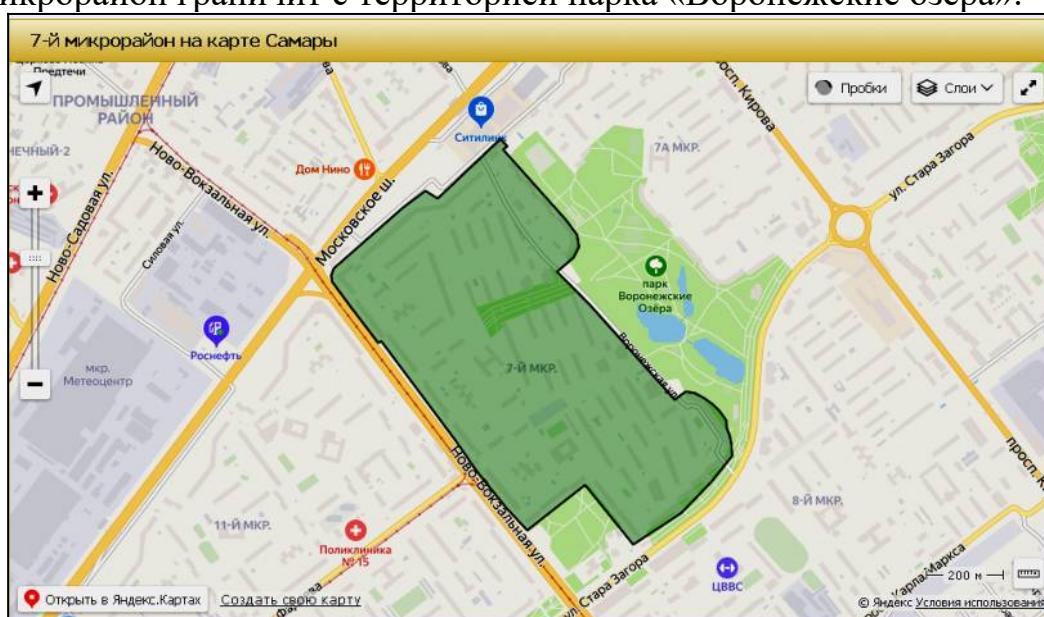 микрорайон граничит с территорией парка «Воронежские озера».
7-й микрорайон на карте Самары
Предтечи
ПРОМЫШЛЕННЫЙ
РАЙОН
Пробки
Слои
Ситилинк
просп. Кирова
7А МКР.
ул. Стара Загора
Дом Нино
Московское ш.
Ново-Вокзальная ул.
Ново-Садовая ул.
Силовая ул.
парк
Воронежские
Озёра
Роснефть
Воронежская ул.
мкр.
Метеоцентр
7-Й МКР.
Ново-Вокзальная ул.
просп. К
8-Й МКР.
11-Й МКР.
Поликлиника
№ 15
ул. Стара Загора
ЦВВС
Карла Маркса
200 м
Открыть в Яндекс.Картах
Создать свою карту
© Яндекс Условия использования